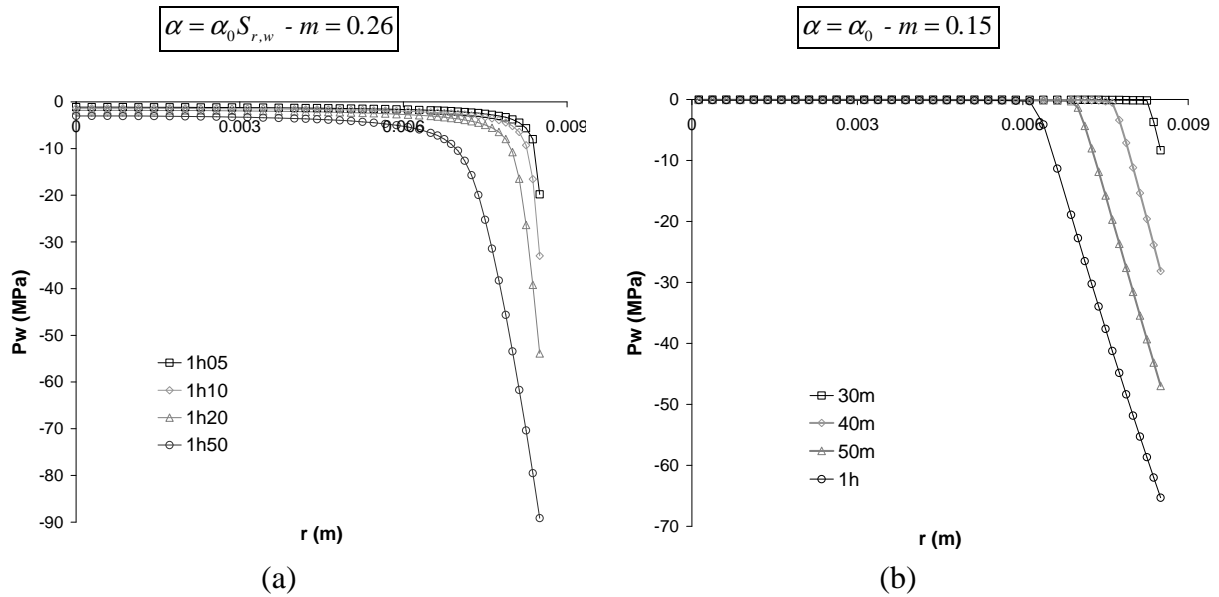 α = α₀S_{r,w} - m = 0.26
0
-10
-20
-30
-40
-50
-60
-70
-80
-90
0
0.003
0.006
0.009
Pw (MPa)
r (m)
1h05
1h10
1h20
1h50
(a)
α = α₀ - m = 0.15
0
-10
-20
-30
-40
-50
-60
-70
0
0.003
0.006
0.009
Pw (MPa)
r (m)
30m
40m
50m
1h
(b)